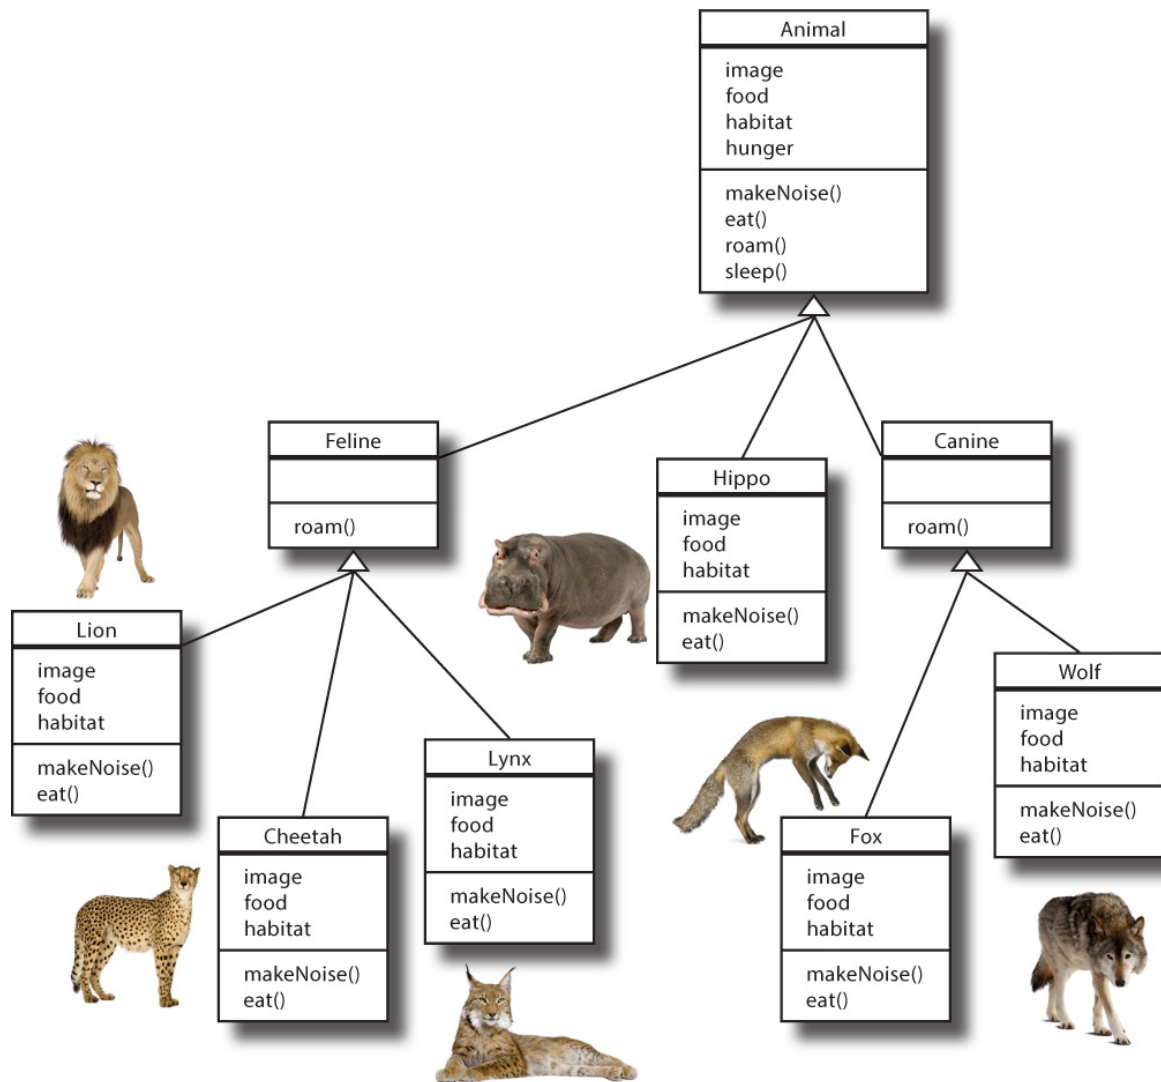 Animal
image
food
habitat
hunger
makeNoise()
eat()
roam()
sleep()
Feline
roam()
Hippo
image
food
habitat
makeNoise()
eat()
Canine
roam()
Lion
image
food
habitat
makeNoise()
eat()
Cheetah
image
food
habitat
makeNoise()
eat()
Lynx
image
food
habitat
makeNoise()
eat()
Fox
image
food
habitat
makeNoise()
eat()
Wolf
image
food
habitat
makeNoise()
eat()